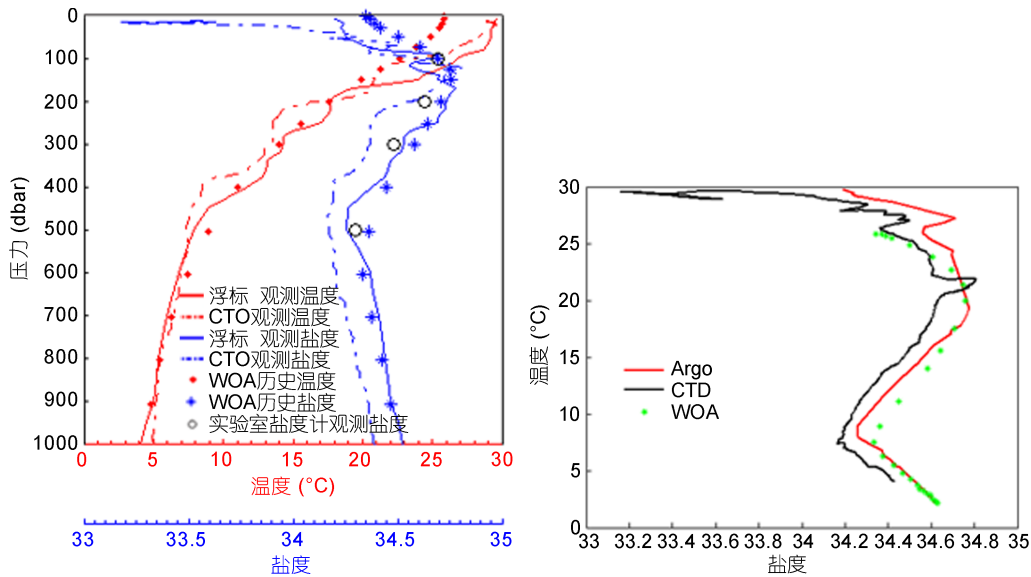 0
100
200
300
400
500
600
700
800
900
1000
压力 (dbar)
浮标 观测温度
CTO观测温度
浮标 观测盐度
CTO观测盐度
WOA历史温度
WOA历史盐度
实验室盐度计观测盐度
0 5 10 15 20 25 30
温度 (°C)
33 33.5 34 34.5 35
盐度
30
25
20
15
10
5
0
温度 (°C)
Argo
CTD
WOA
33 33.2 33.4 33.6 33.8 34 34.2 34.4 34.6 34.8 35
盐度